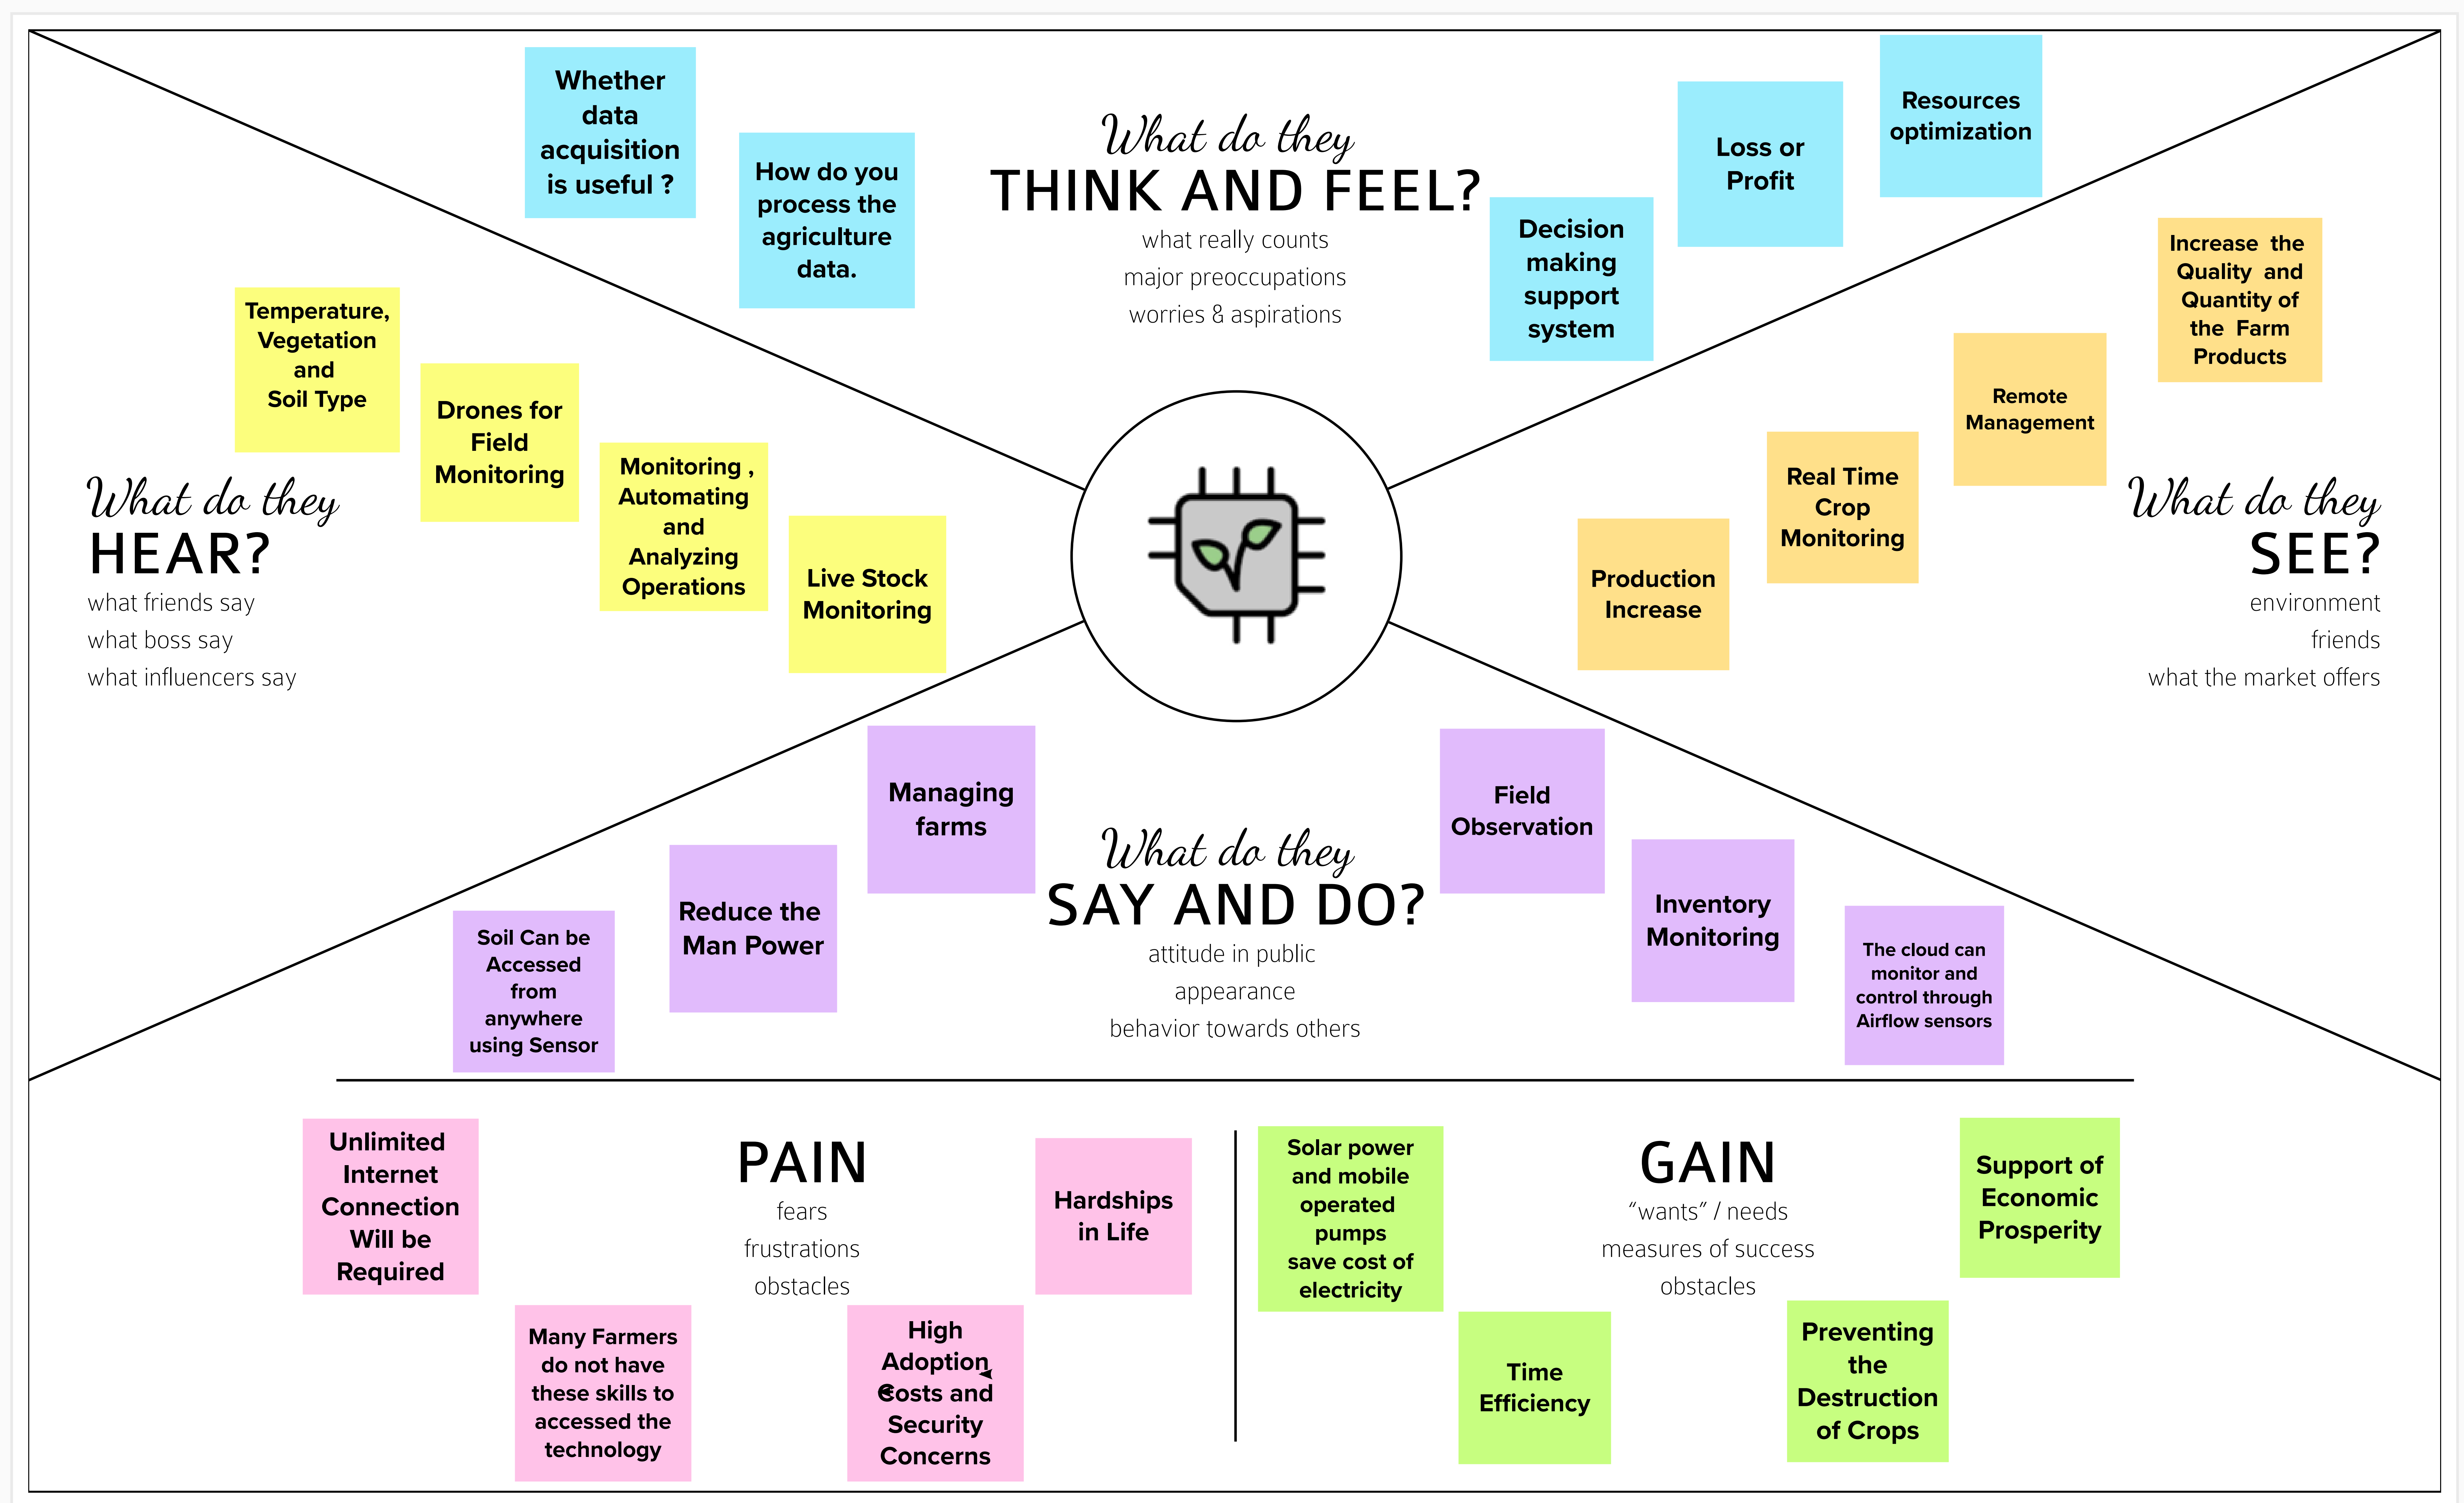 Whether
data
acquisition
is useful ?
How do you
process the
agriculture
data.
What do they
THINK AND FEEL?
what really counts
major preoccupations
worries & aspirations
Decision
making
support
system
Loss or
Profit
Resources
optimization
Temperature,
Vegetation
and
Soil Type
Drones for
Field
Monitoring
Monitoring ,
Automating
and
Analyzing
Operations
Live Stock
Monitoring
What do they
HEAR?
what friends say
what boss say
what influencers say
Increase the
Quality and
Quantity of
the Farm
Products
Remote
Management
Real Time
Crop
Monitoring
Production
Increase
What do they
SEE?
environment
friends
what the market offers
Managing
farms
Reduce the
Man Power
Soil Can be
Accessed
from
anywhere
using Sensor
What do they
SAY AND DO?
attitude in public
appearance
behavior towards others
Field
Observation
Inventory
Monitoring
The cloud can
monitor and
control through
Airflow sensors
Unlimited
Internet
Connection
Will be
Required
PAIN
fears
frustrations
obstacles
Hardships
in Life
Many Farmers
do not have
these skills to
accessed the
technology
High
Adoption
Costs and
Security
Concerns
Solar power
and mobile
operated
pumps
save cost of
electricity
GAIN
“wants” / needs
measures of success
obstacles
Support of
Economic
Prosperity
Time
Efficiency
Preventing
the
Destruction
of Crops